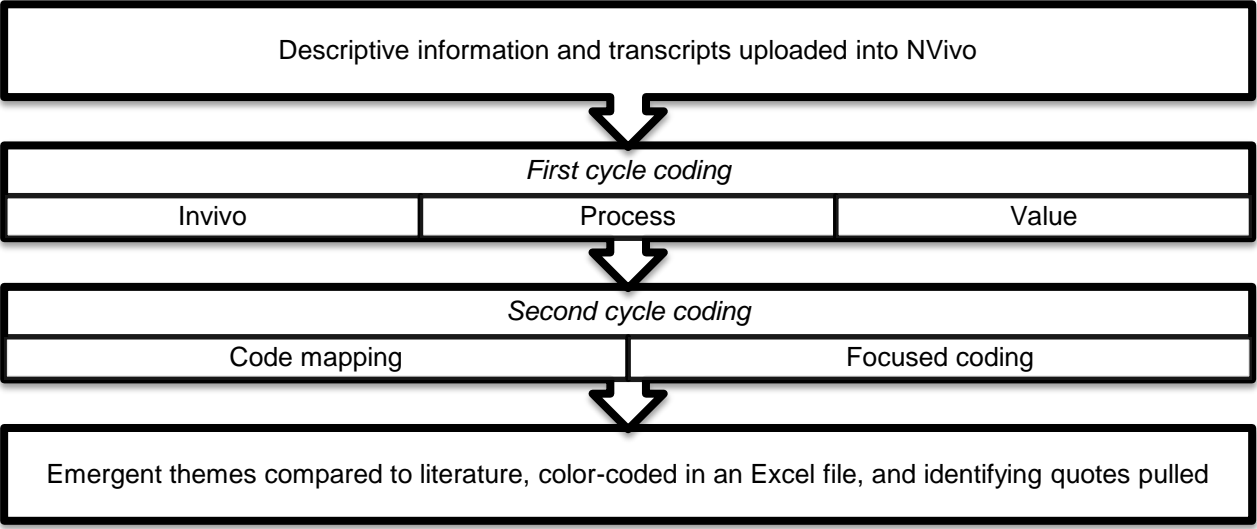 Descriptive information and transcripts uploaded into NVivo
First cycle coding
Invivo
Process
Value
Second cycle coding
Code mapping
Focused coding
Emergent themes compared to literature, color-coded in an Excel file, and identifying quotes pulled